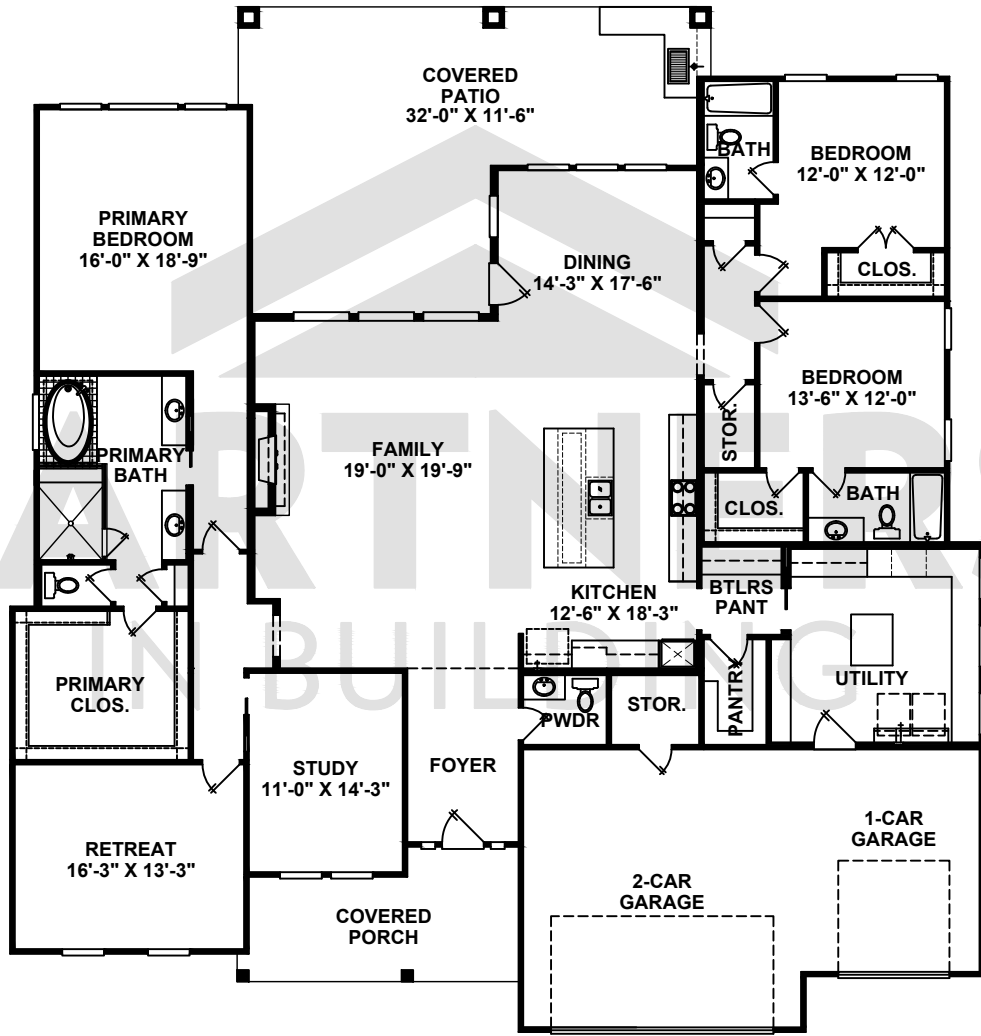 COVERED
PATIO
32'-0" X 11'-6"
BATH
BEDROOM
12'-0" X 12'-0"
PRIMARY
BEDROOM
16'-0" X 18'-9"
DINING
14'-3" X 17'-6"
CLOS.
BEDROOM
13'-6" X 12'-0"
STOR.
PRIMARY
BATH
FAMILY
19'-0" X 19'-9"
CLOS.
BATH
KITCHEN
12'-6" X 18'-3"
BTLRS
PANT
PRIMARY
CLOS.
UTILITY
PANTRY
PWDR
STOR.
STUDY
11'-0" X 14'-3"
FOYER
RETREAT
16'-3" X 13'-3"
1-CAR
GARAGE
2-CAR
GARAGE
COVERED
PORCH
ARTNERS
IN BUILDING